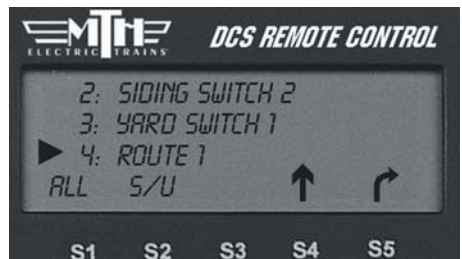 MTH DCS REMOTE CONTROL
ELECTRIC TRAINS
2: SIDING SWITCH 2
3: YARD SWITCH 1
4: ROUTE 1
ALL S/U
S1 S2 S3 S4 S5